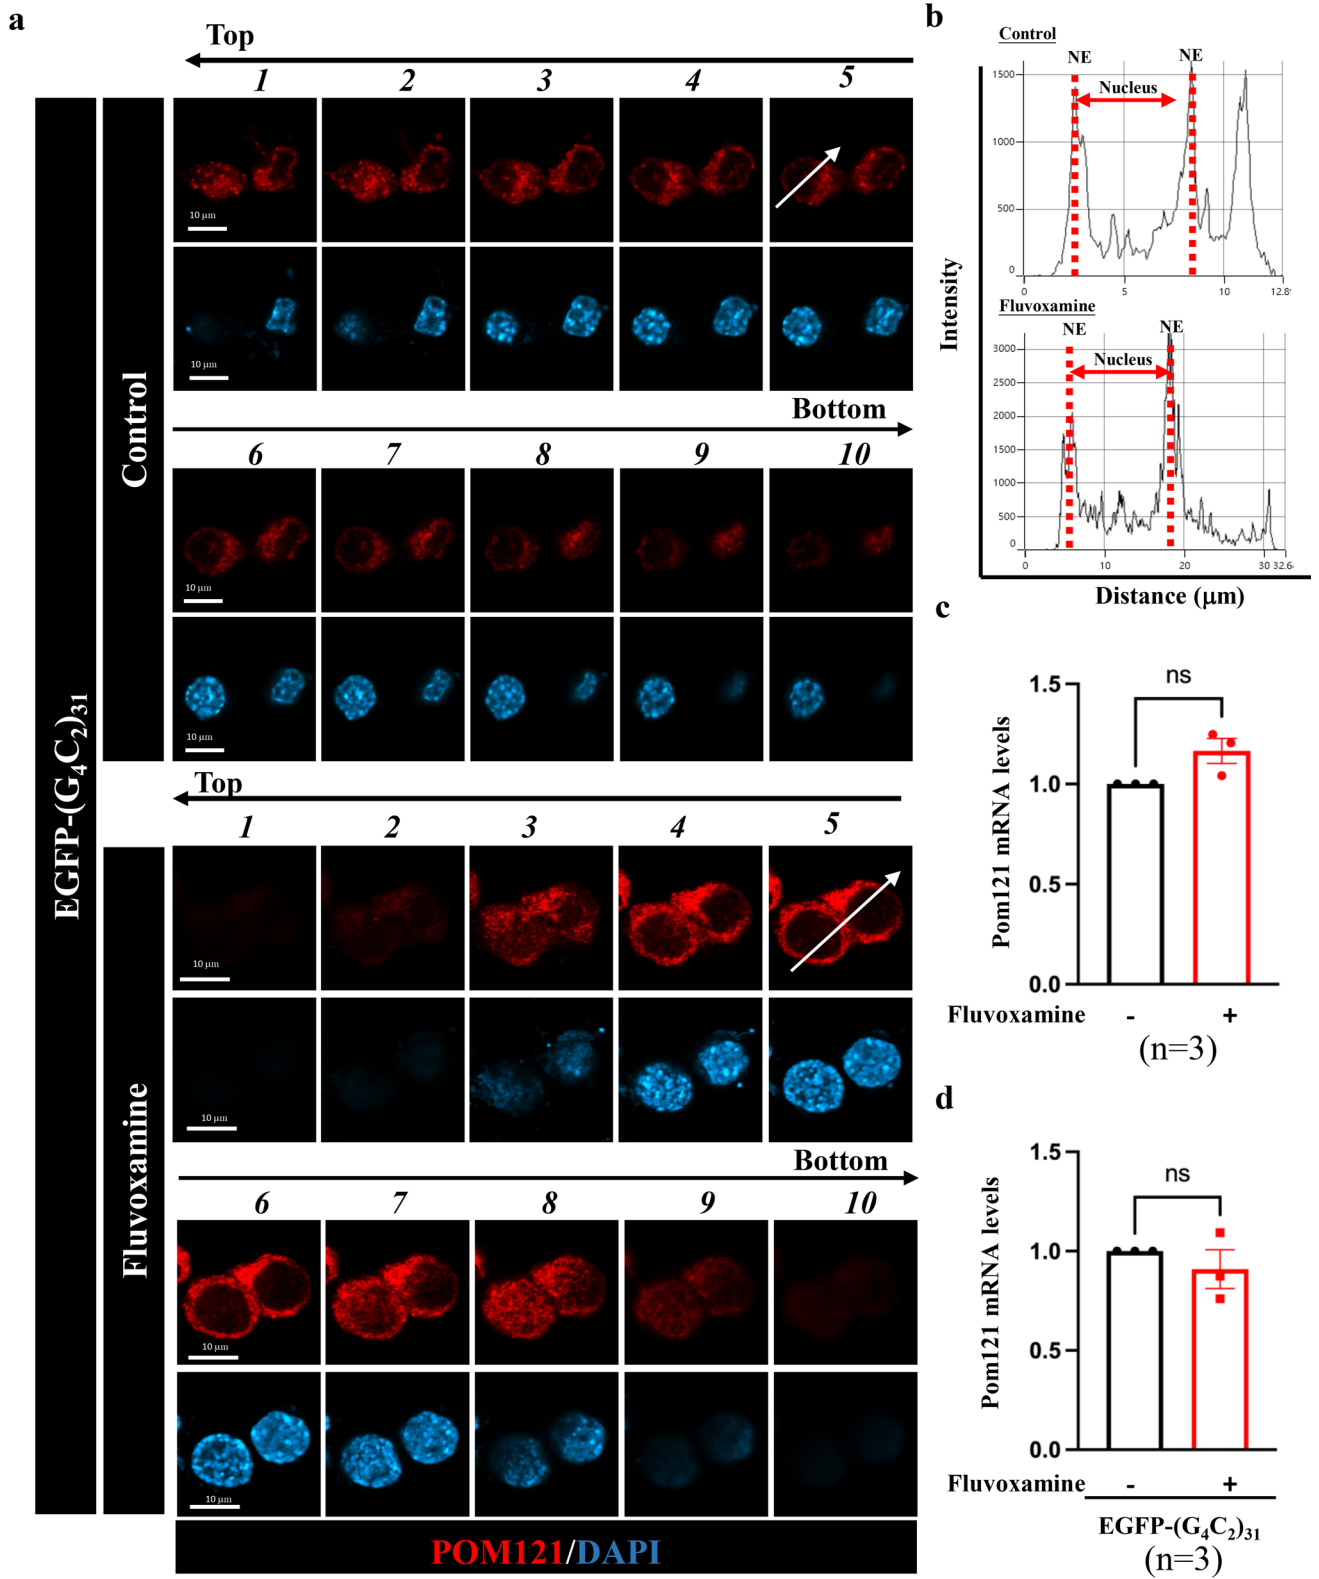 a
Top
1 2 3 4 5
10 μm
10 μm
Bottom
6 7 8 9 10
10 μm
10 μm
Control
EGFP-(G₄C₂)₃₁
Top
1 2 3 4 5
10 μm
10 μm
Bottom
6 7 8 9 10
10 μm
10 μm
Fluvoxamine
POM121/DAPI
b
Control
NE NE
Nucleus
1500
1000
500
0
0 5 10 12.8
Fluvoxamine
NE NE
Nucleus
3000
2500
2000
1500
1000
500
0
0 10 20 30 32.6
Intensity
Distance (μm)
c
ns
1.5
1.0
0.5
0.0
Pom121 mRNA levels
Fluvoxamine - +
(n=3)
d
ns
1.5
1.0
0.5
0.0
Pom121 mRNA levels
Fluvoxamine - +
EGFP-(G₄C₂)₃₁
(n=3)